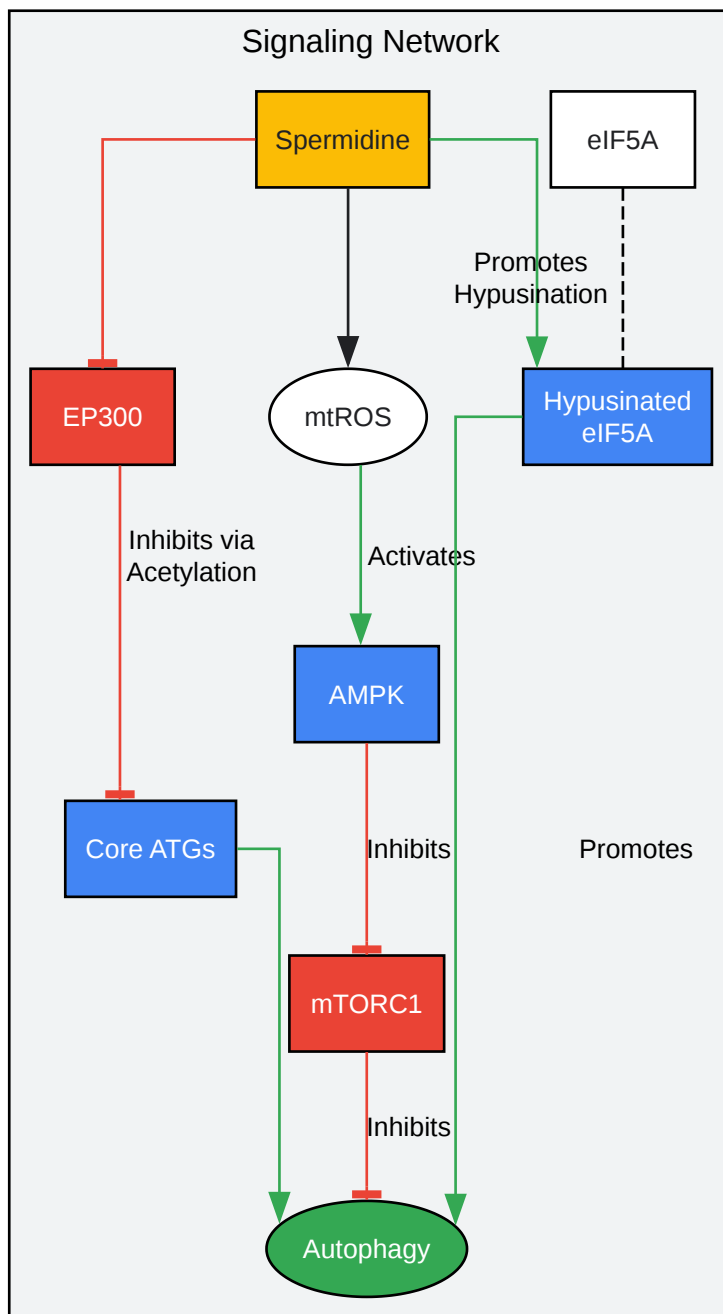 Signaling Network
Spermidine
eIF5A
Promotes
Hypusination
EP300
mtROS
Hypusinated
eIF5A
Inhibits via
Acetylation
Activates
AMPK
Core ATGs
Inhibits
Promotes
mTORC1
Inhibits
Autophagy